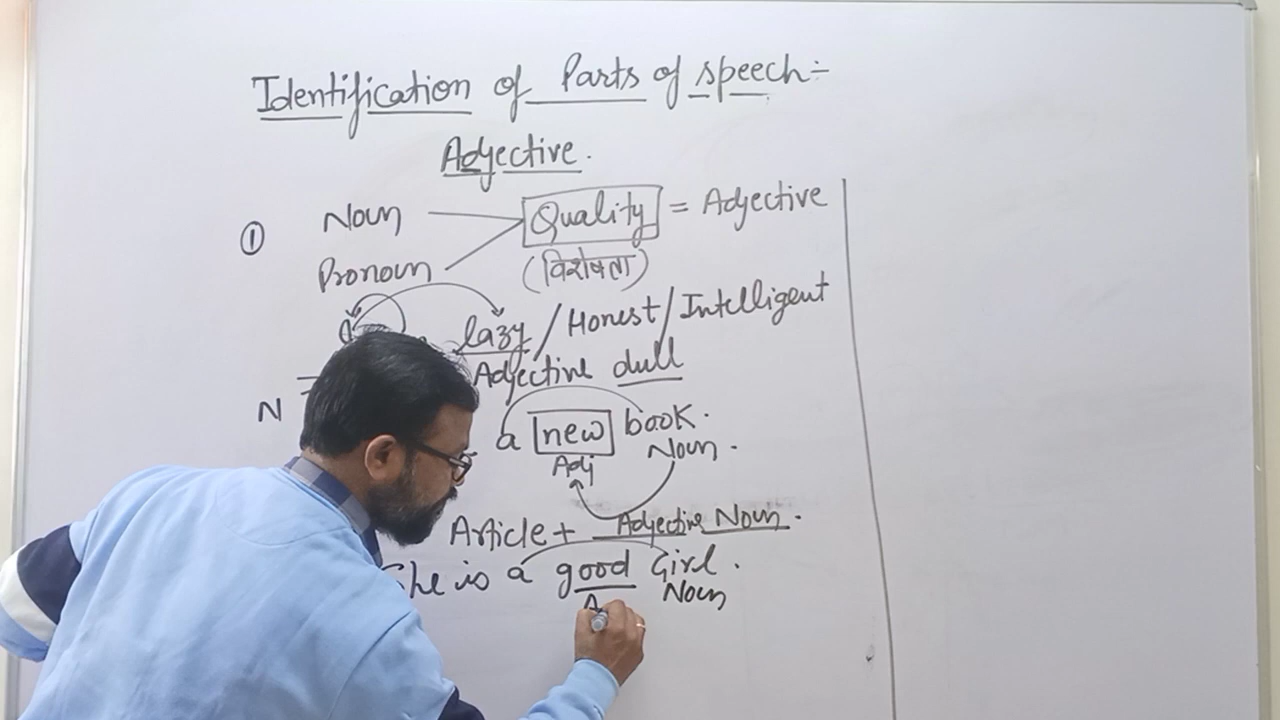 Identification of Parts of speech:-
Adjective.
① Noun Quality = Adjective
Pronoun (विशेषता)
lazy / Honest / Intelligent
Adjective dull
N
a new book.
Adj Noun.
Article + Adjective Noun.
She is a good Girl.
A Noun